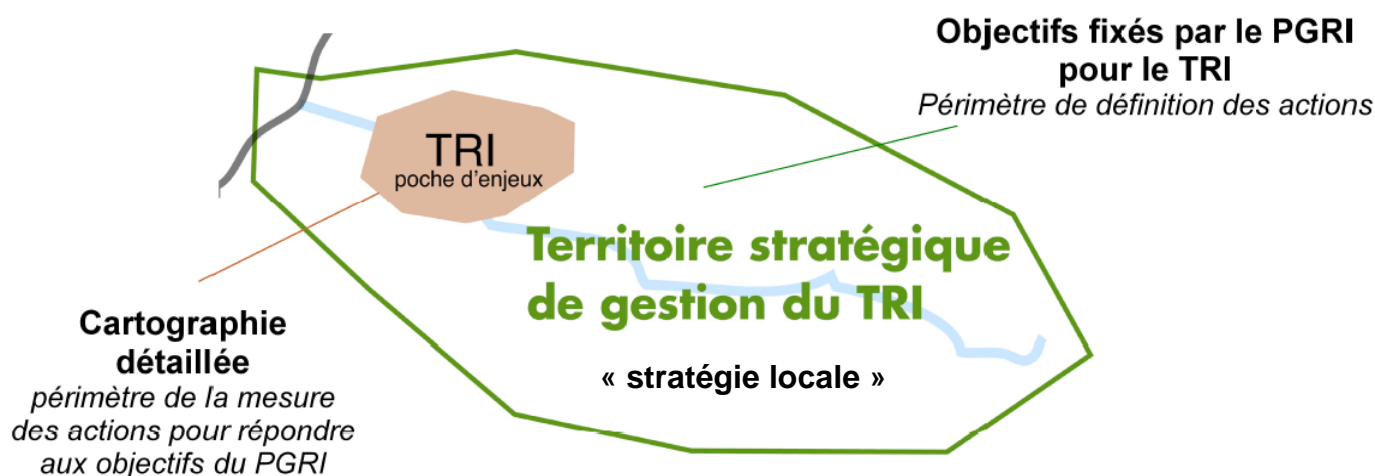 Objectifs fixés par le PGRI
pour le TRI
Périmètre de définition des actions
TRI
poche d'enjeux
Territoire stratégique
de gestion du TRI
« stratégie locale »
Cartographie
détaillée
périmètre de la mesure
des actions pour répondre
aux objectifs du PGRI